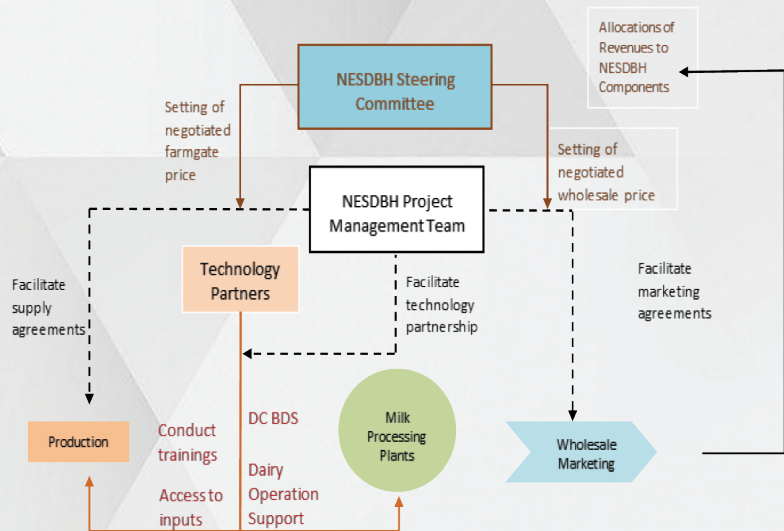 Allocations of
Revenues to
NESDBH
Components
NESDBH Steering
Committee
Setting of
negotiated
farmgate
price
Setting of
negotiated
wholesale price
NESDBH Project
Management Team
Technology
Partners
Facilitate
supply
agreements
Facilitate
technology
partnership
Facilitate
marketing
agreements
Production
Conduct
trainings
Access to
inputs
DC BDS
Dairy
Operation
Support
Milk
Processing
Plants
Wholesale
Marketing